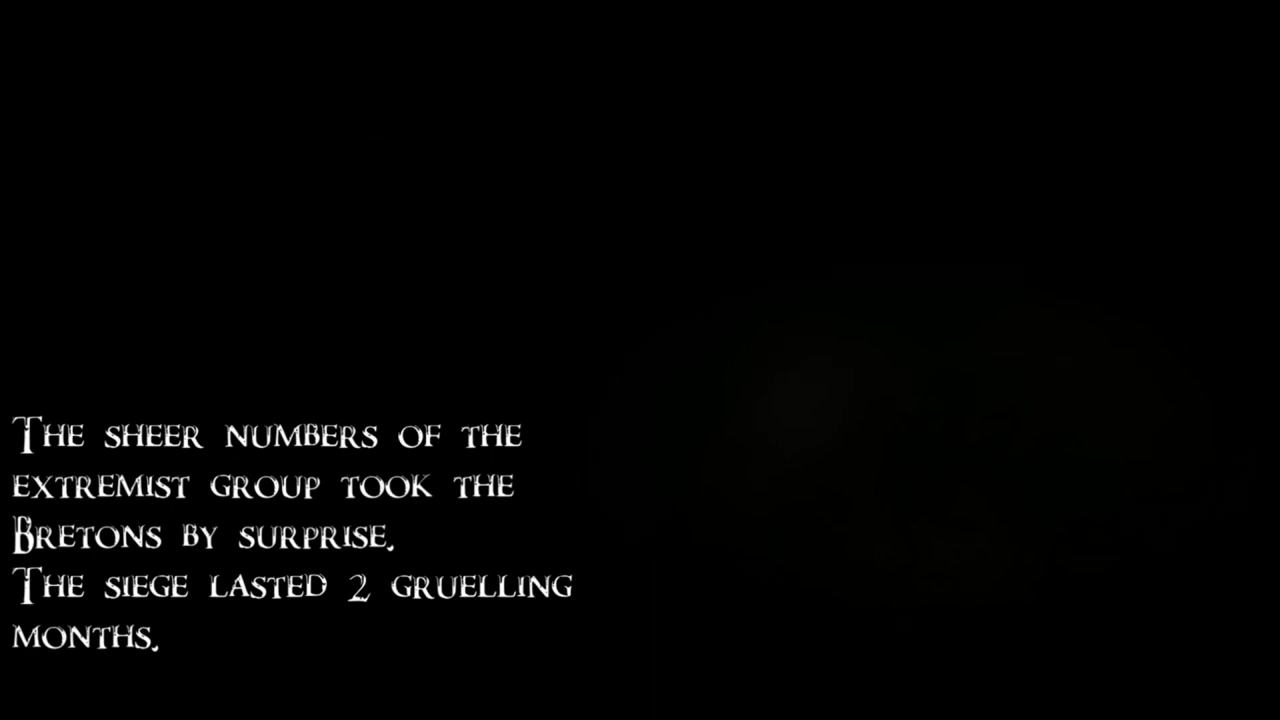 The sheer numbers of the
extremist group took the
Bretons by surprise.
The siege lasted 2 gruelling
months.